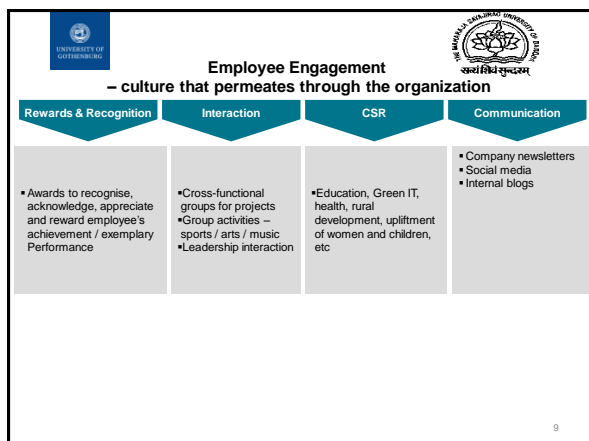 UNIVERSITY OF
GOTHENBURG
THE MAHARAJA SAYAJIRAO UNIVERSITY OF BARODA
सत्यं शिवं सुन्दरम्
Employee Engagement
– culture that permeates through the organization
Rewards & Recognition
▪ Awards to recognise,
acknowledge, appreciate
and reward employee's
achievement / exemplary
Performance
Interaction
▪Cross-functional
groups for projects
▪Group activities –
sports / arts / music
▪Leadership interaction
CSR
▪Education, Green IT,
health, rural
development, upliftment
of women and children,
etc
Communication
▪ Company newsletters
▪ Social media
▪ Internal blogs
9